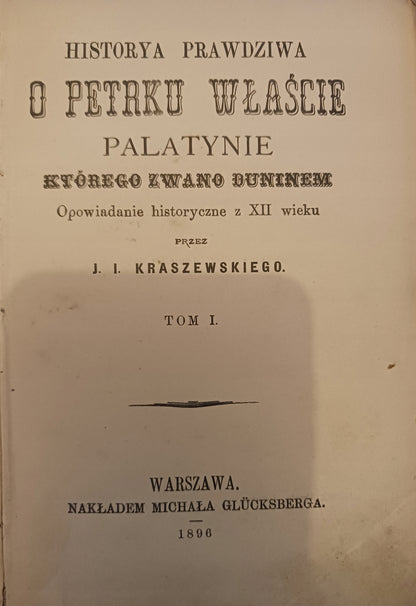 HISTORYA PRAWDZIWA
O PETRKU WŁAŚCIE
PALATYNIE
KTÓREGO ZWANO DUNINEM
Opowiadanie historyczne z XII wieku
PRZEZ
J. I. KRASZEWSKIEGO.
TOM I.
WARSZAWA.
NAKŁADEM MICHAŁA GLÜCKSBERGA.
1896